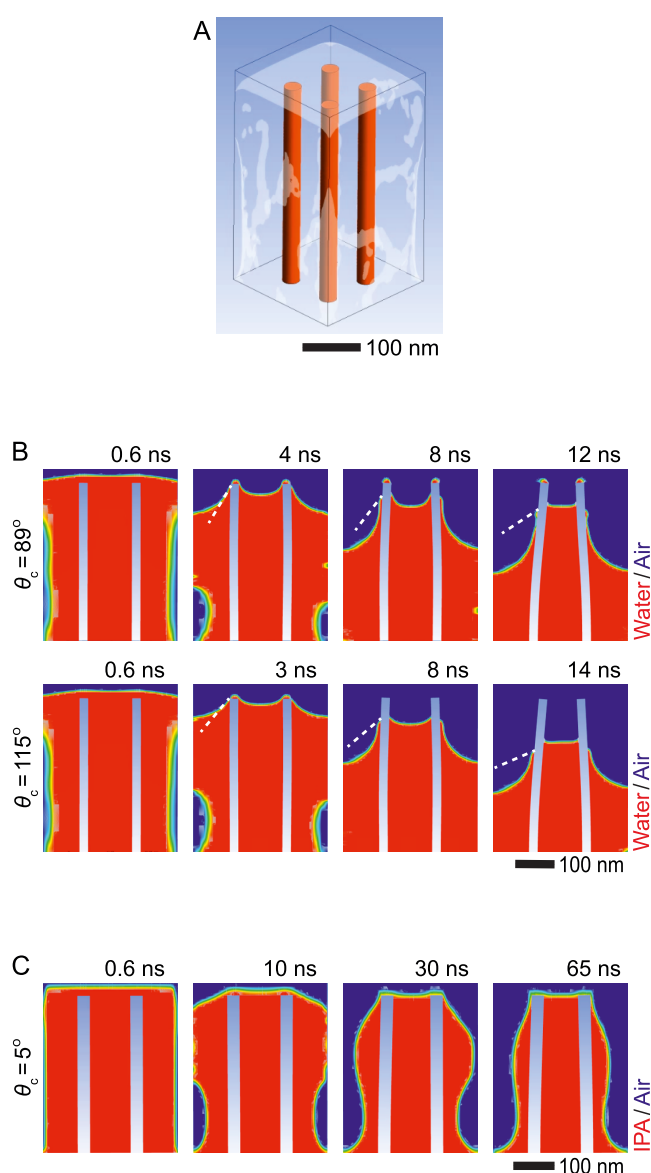 A
100 nm
B
0.6 ns 4 ns 8 ns 12 ns
θc = 89°
Water/Air
0.6 ns 3 ns 8 ns 14 ns
θc = 115°
Water/Air
100 nm
C
0.6 ns 10 ns 30 ns 65 ns
θc = 5°
IPA/Air
100 nm